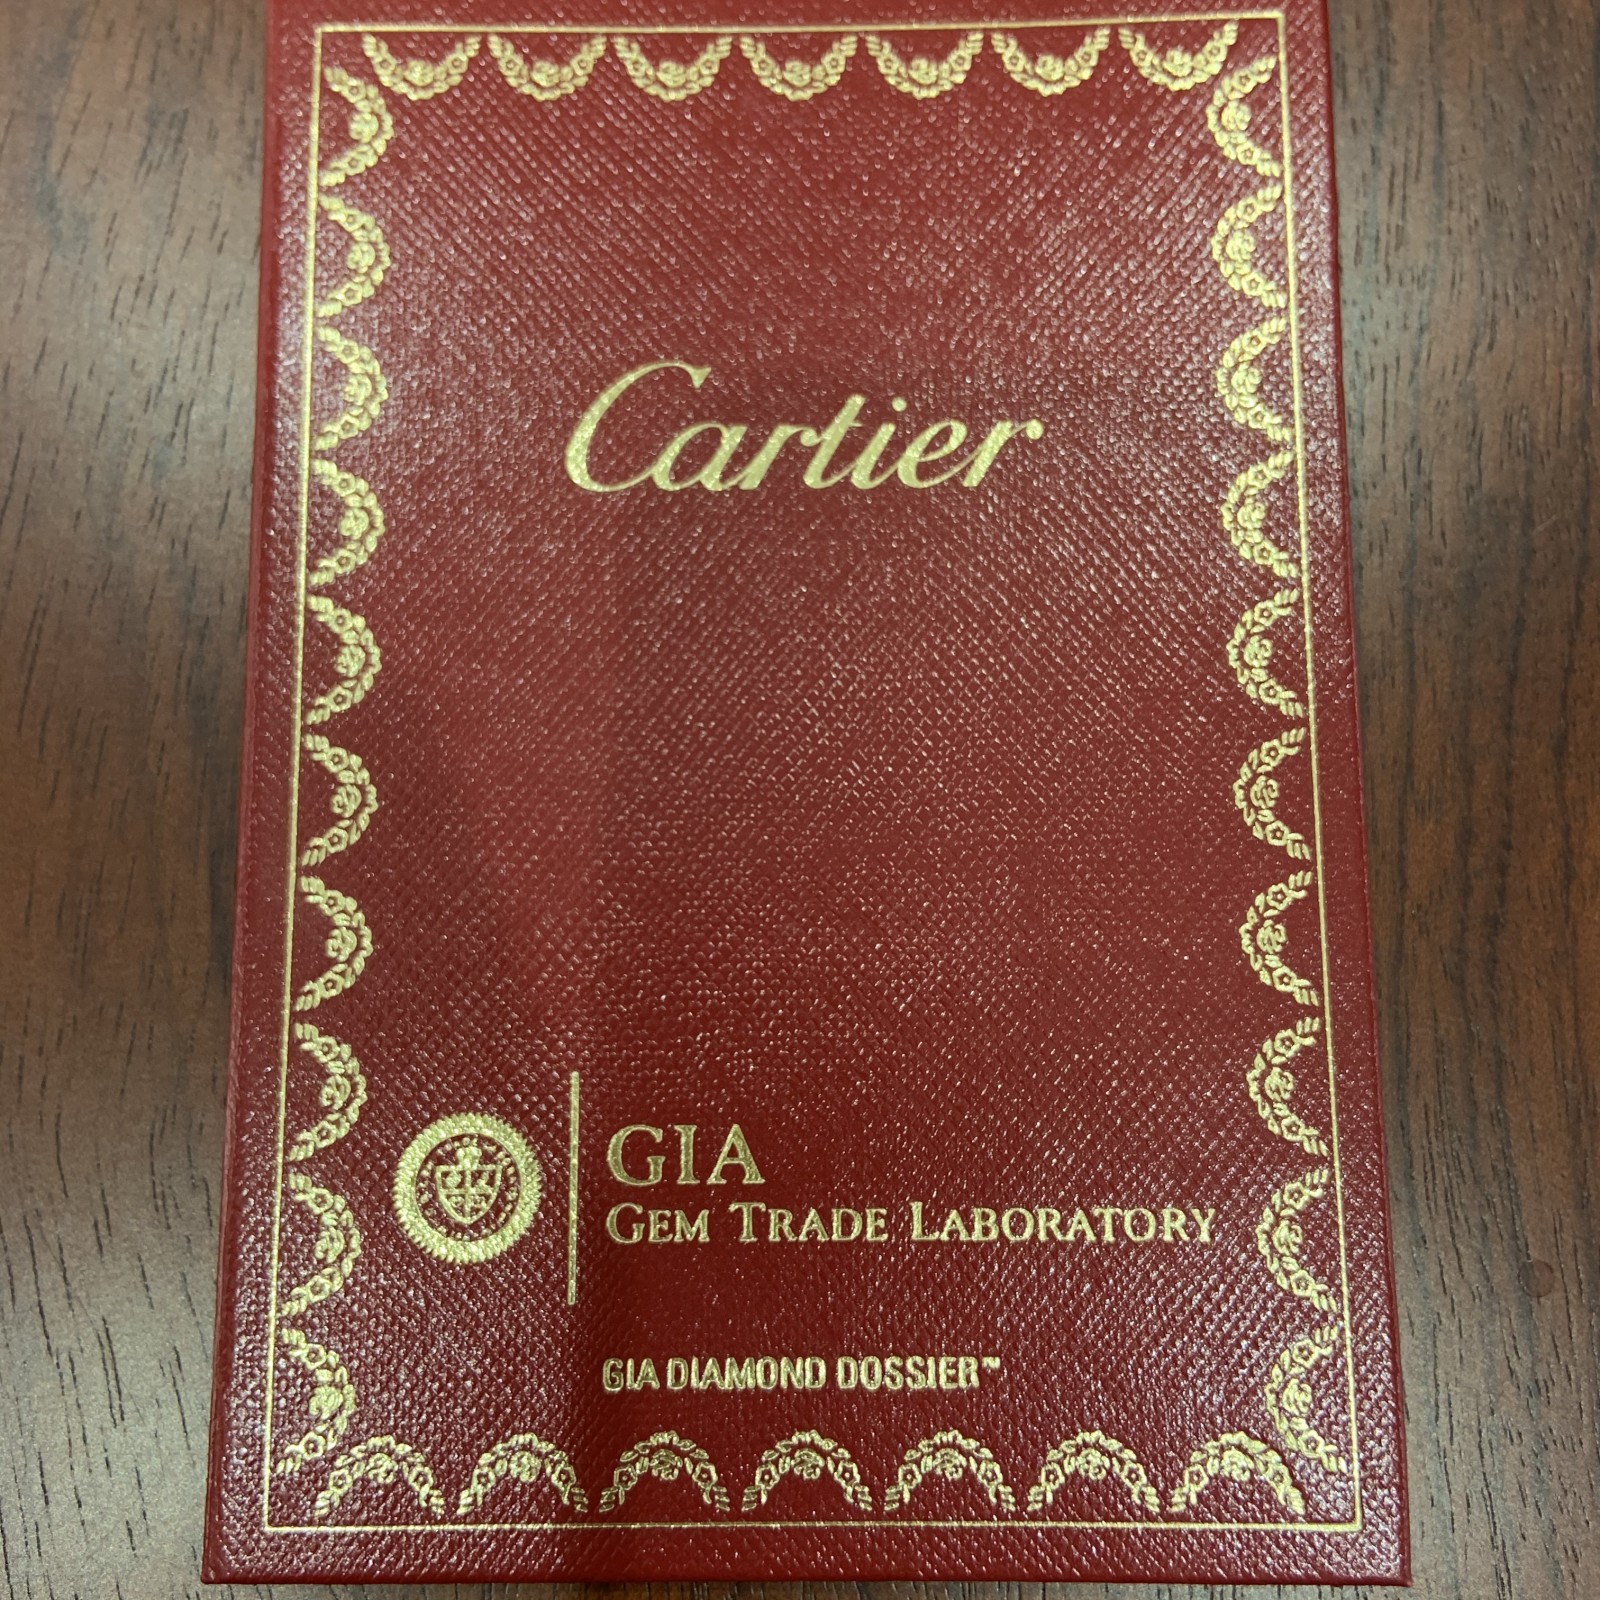 Cartier
GIA
GEM TRADE LABORATORY
GIA DIAMOND DOSSIER™